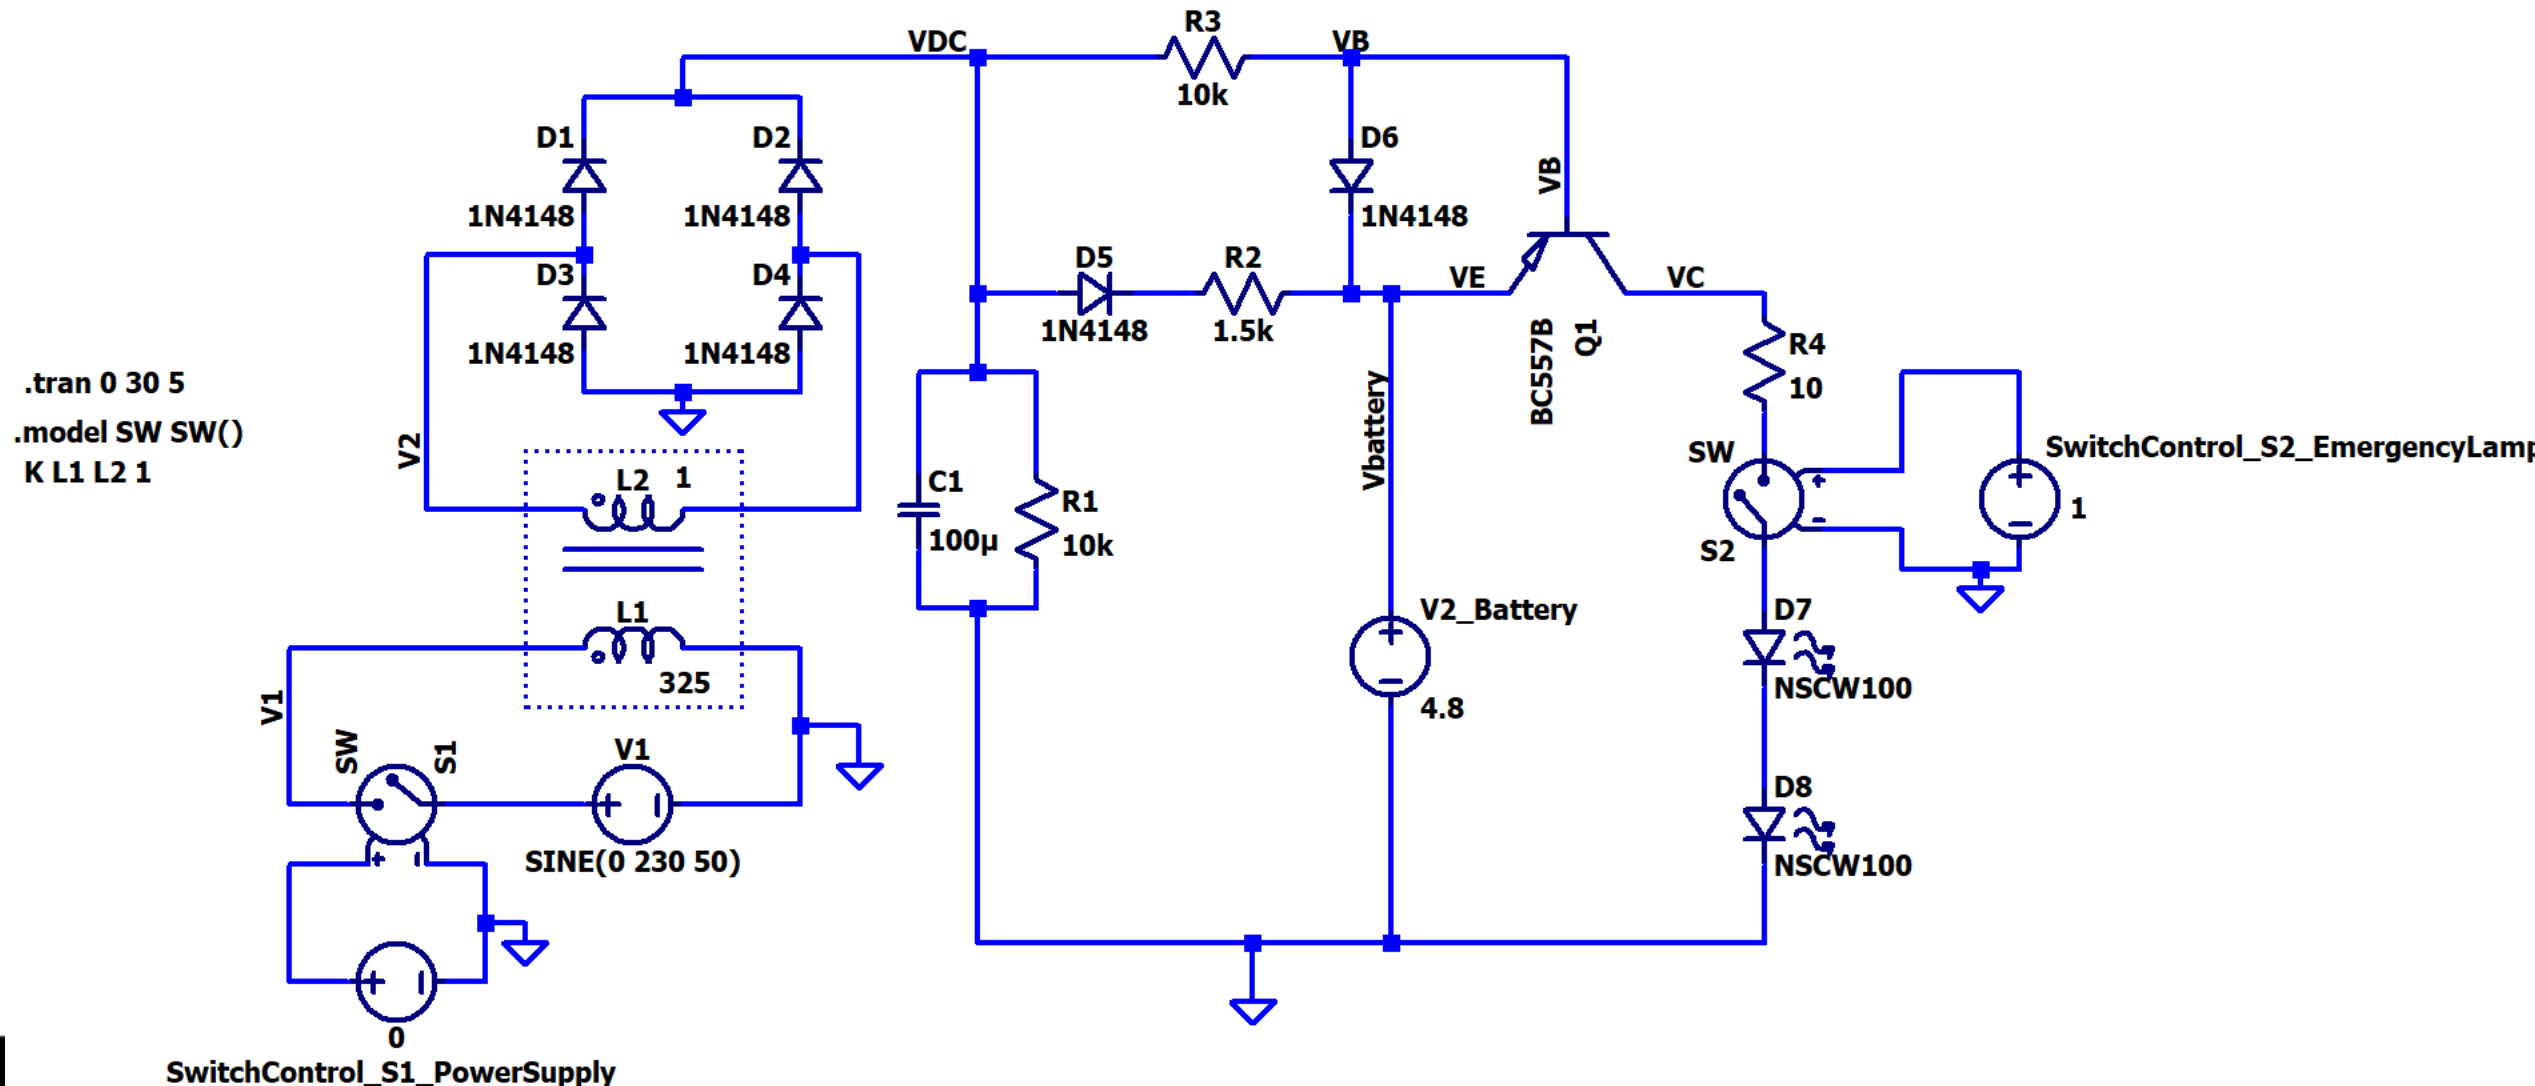 R3
VDC
VB
10k
D1
D2
D6
VB
1N4148
1N4148
1N4148
D5
R2
VE
VC
D3
D4
1N4148
1.5k
BC557B
Q1
R4
10
1N4148
1N4148
.tran 0 30 5
.model SW SW()
K L1 L2 1
V2
Vbattery
SW
SwitchControl_S2_EmergencyLamp
L2
1
C1
R1
100µ
10k
1
S2
L1
325
V2_Battery
4.8
D7
NSCW100
V1
SW
S1
V1
SINE(0 230 50)
D8
NSCW100
0
SwitchControl_S1_PowerSupply